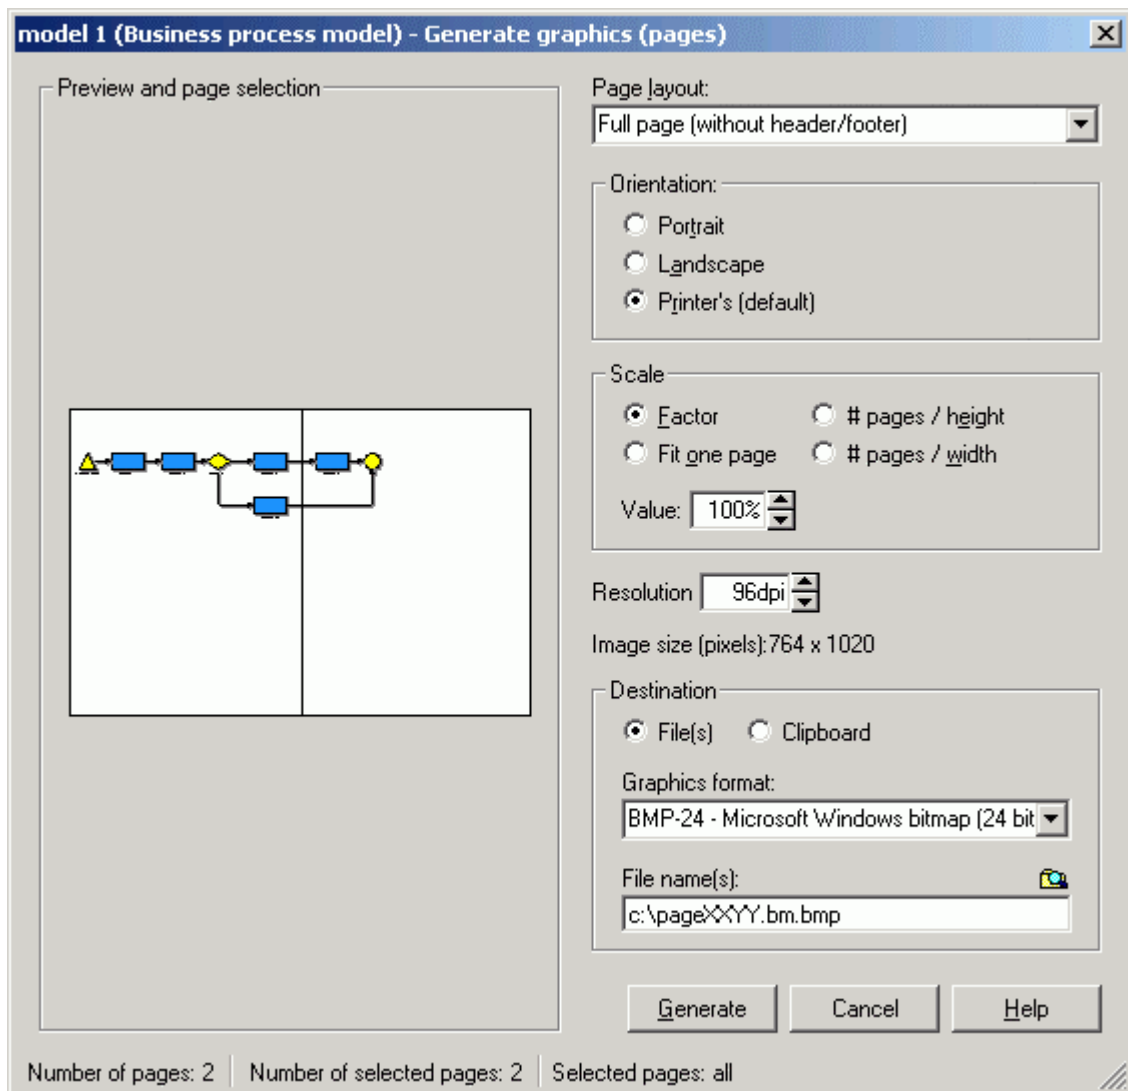 model 1 (Business process model) - Generate graphics (pages)
Preview and page selection
Page layout:
Full page (without header/footer)
Orientation:
Portrait
Landscape
Printer's (default)
Scale
Factor
# pages / height
Fit one page
# pages / width
Value: 100%
Resolution 96dpi
Image size (pixels):764 x 1020
Destination
File(s)
Clipboard
Graphics format:
BMP-24 - Microsoft Windows bitmap (24 bit
File name(s):
c:\pageXXYY.bm.bmp
Generate
Cancel
Help
Number of pages: 2
Number of selected pages: 2
Selected pages: all